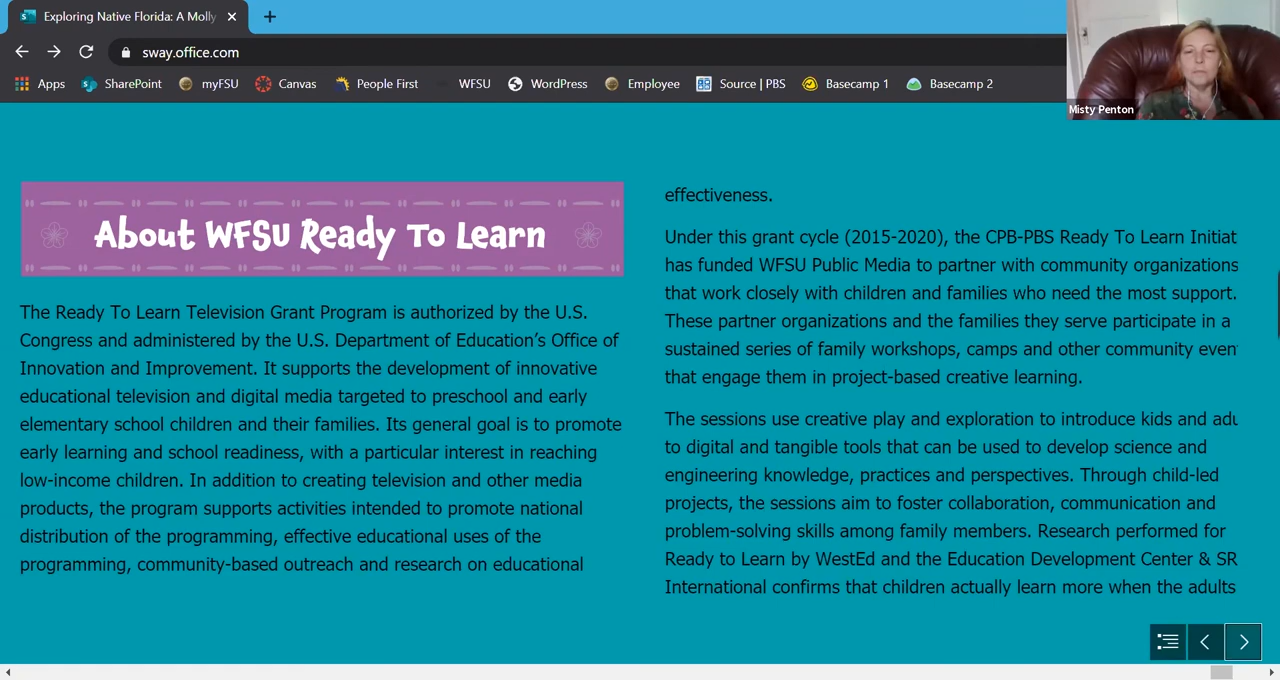 Exploring Native Florida: A Molly
sway.office.com
Apps SharePoint myFSU Canvas People First WFSU WordPress Employee Source | PBS Basecamp 1 Basecamp 2
Misty Penton
About WFSU Ready To Learn
The Ready To Learn Television Grant Program is authorized by the U.S.
Congress and administered by the U.S. Department of Education's Office of
Innovation and Improvement. It supports the development of innovative
educational television and digital media targeted to preschool and early
elementary school children and their families. Its general goal is to promote
early learning and school readiness, with a particular interest in reaching
low-income children. In addition to creating television and other media
products, the program supports activities intended to promote national
distribution of the programming, effective educational uses of the
programming, community-based outreach and research on educational
effectiveness.
Under this grant cycle (2015-2020), the CPB-PBS Ready To Learn Initiat
has funded WFSU Public Media to partner with community organizations
that work closely with children and families who need the most support.
These partner organizations and the families they serve participate in a
sustained series of family workshops, camps and other community even
that engage them in project-based creative learning.
The sessions use creative play and exploration to introduce kids and adu
to digital and tangible tools that can be used to develop science and
engineering knowledge, practices and perspectives. Through child-led
projects, the sessions aim to foster collaboration, communication and
problem-solving skills among family members. Research performed for
Ready to Learn by WestEd and the Education Development Center & SR
International confirms that children actually learn more when the adults